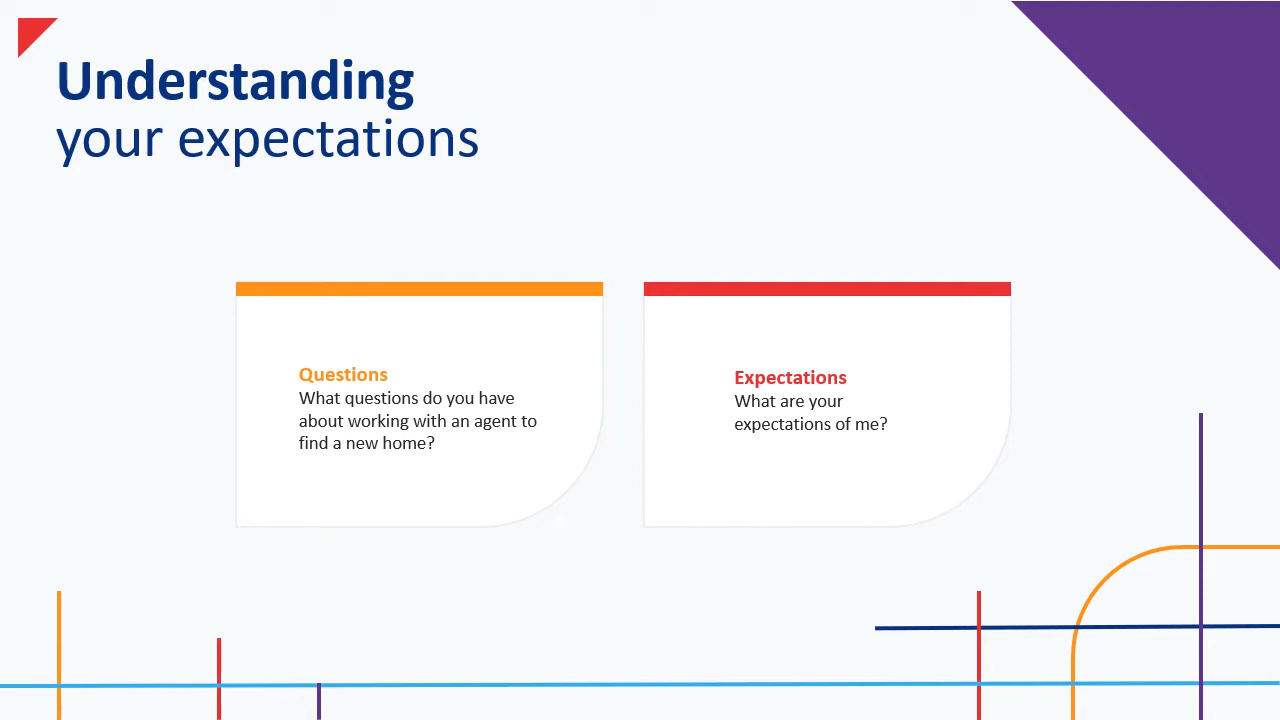 Understanding
your expectations
Questions
What questions do you have
about working with an agent to
find a new home?
Expectations
What are your
expectations of me?